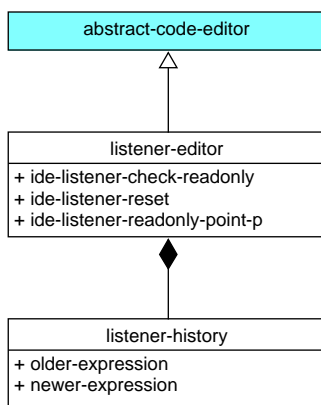 abstract-code-editor
listener-editor
+ ide-listener-check-readonly
+ ide-listener-reset
+ ide-listener-readonly-point-p
listener-history
+ older-expression
+ newer-expression